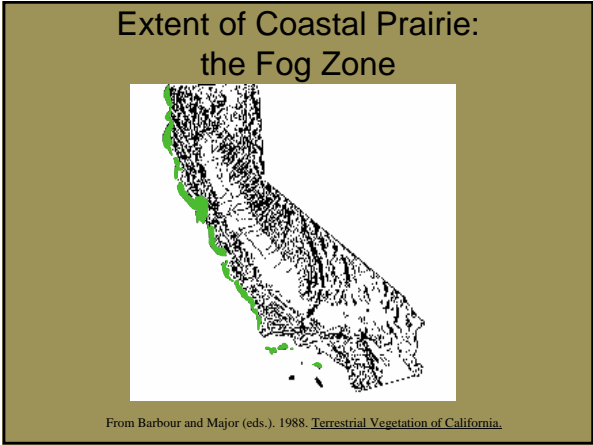 Extent of Coastal Prairie:
the Fog Zone
From Barbour and Major (eds.). 1988. Terrestrial Vegetation of California.